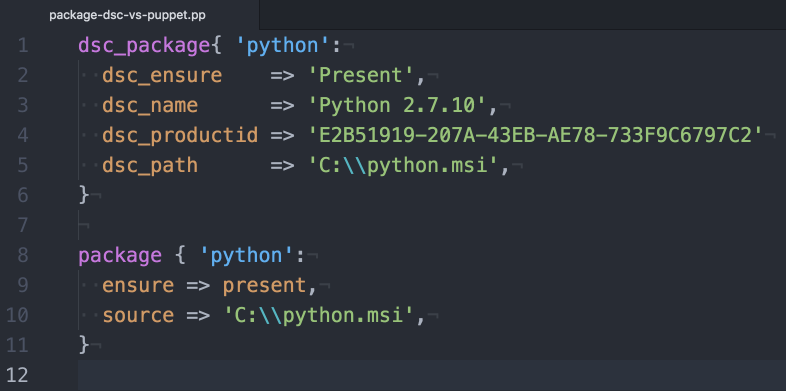 package-dsc-vs-puppet.pp
1 dsc_package{ 'python':¬
2 ··dsc_ensure    => 'Present',¬
3 ··dsc_name      => 'Python 2.7.10',¬
4 ··dsc_productid => 'E2B51919-207A-43EB-AE78-733F9C6797C2'¬
5 ··dsc_path      => 'C:\\python.msi',¬
6 }¬
7 ¬
8 package { 'python':¬
9 ··ensure => present,¬
10 ··source => 'C:\\python.msi',¬
11 }¬
12